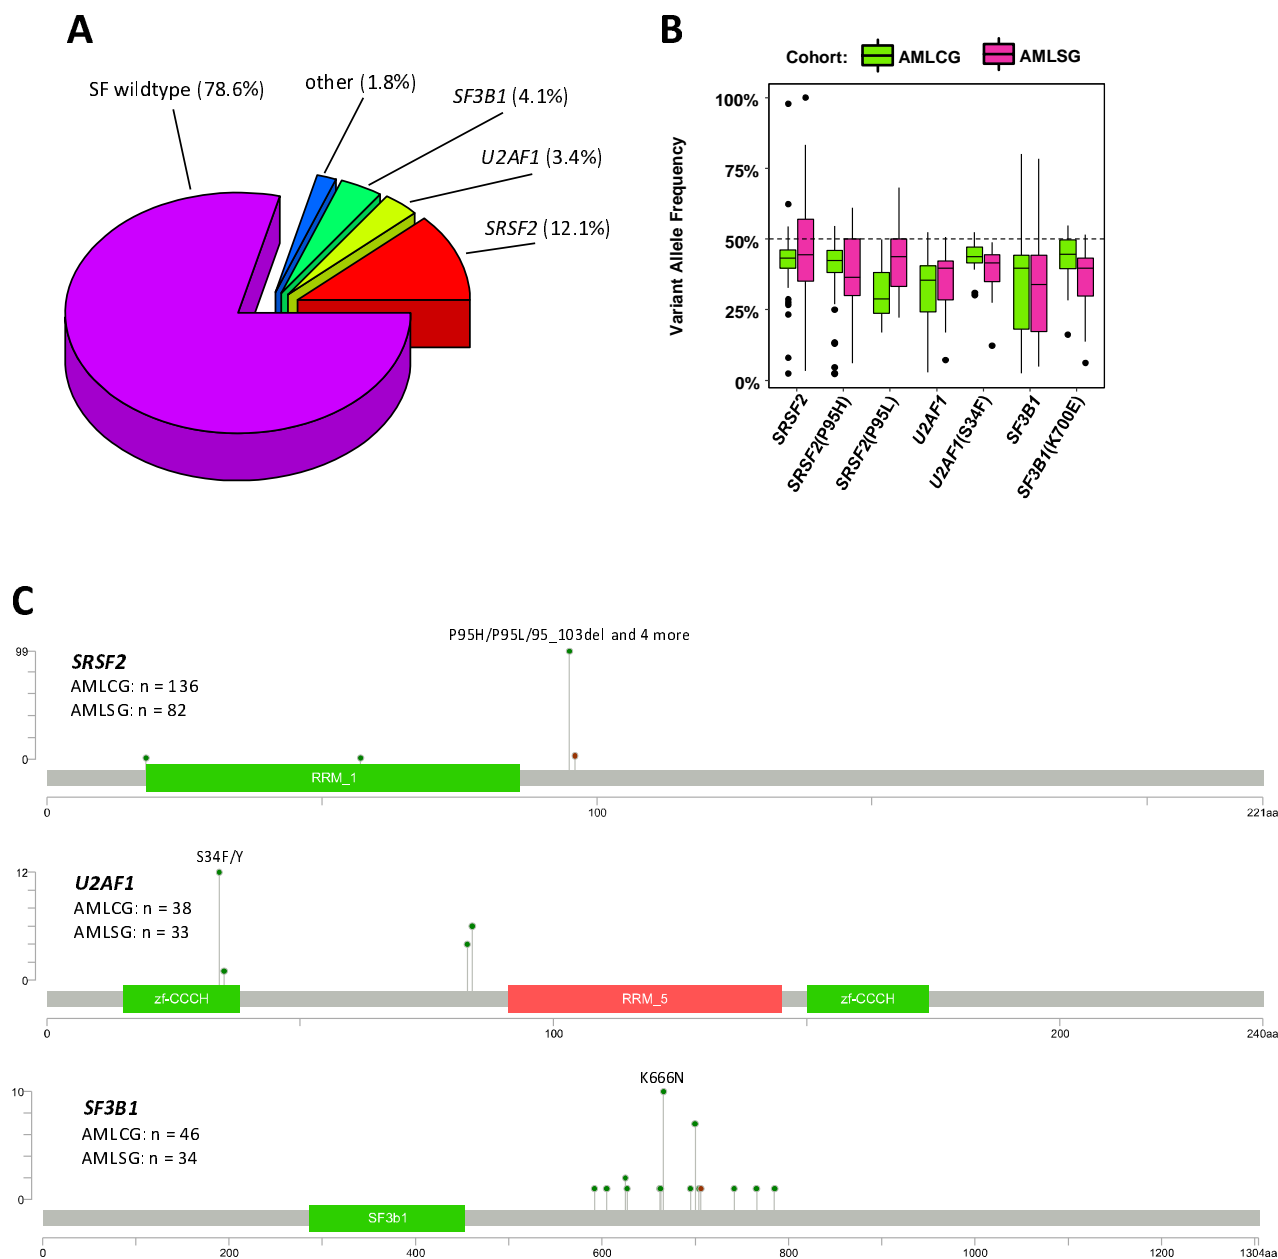 A
SF wildtype (78.6%)
other (1.8%)
SF3B1 (4.1%)
U2AF1 (3.4%)
SRSF2 (12.1%)
B
Cohort: AMLCG AMLSG
Variant Allele Frequency
100%
75%
50%
25%
0%
SRSF2
SRSF2(P95H)
SRSF2(P95L)
U2AF1
U2AF1(S34F)
SF3B1
SF3B1(K700E)
C
P95H/P95L/95_103del and 4 more
99
SRSF2
AMLCG: n = 136
AMLSG: n = 82
0
RRM_1
0 100 221aa
S34F/Y
12
U2AF1
AMLCG: n = 38
AMLSG: n = 33
0
zf-CCCH RRM_5 zf-CCCH
0 100 200 240aa
K666N
10
SF3B1
AMLCG: n = 46
AMLSG: n = 34
0
SF3b1
0 200 400 600 800 1000 1200 1304aa